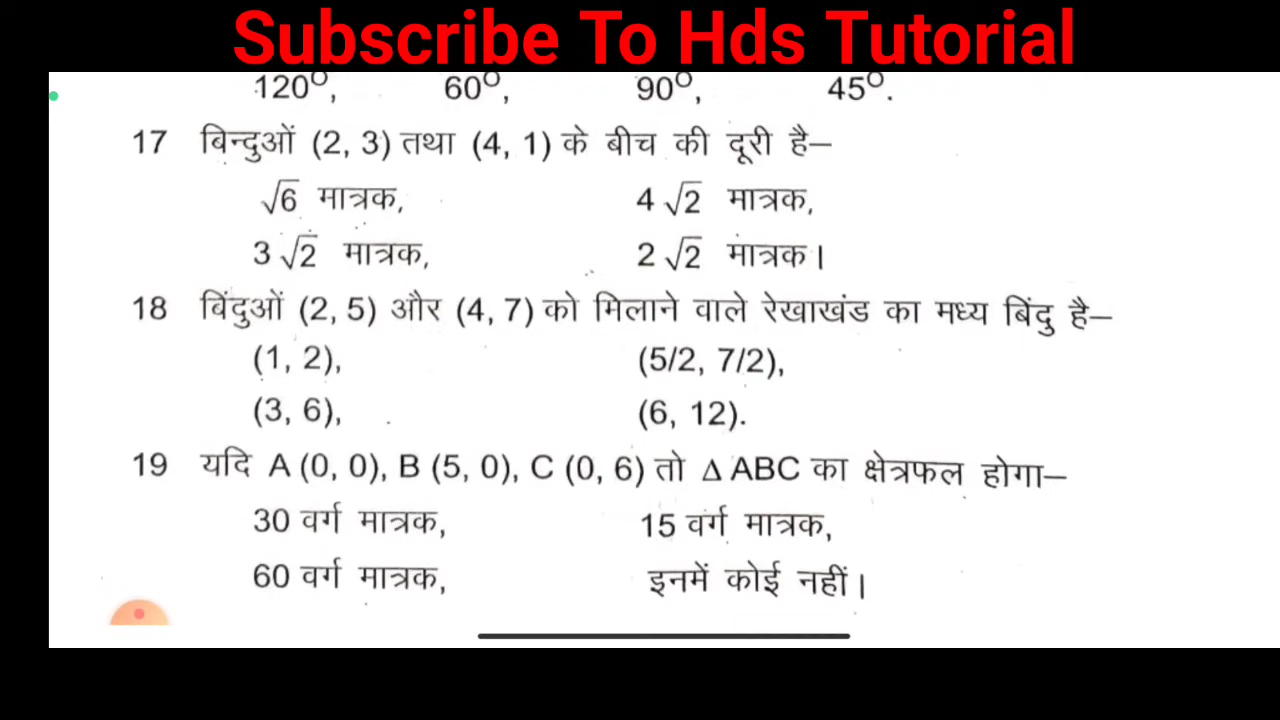 Subscribe To Hds Tutorial
120°, 60°, 90°, 45°.
17 बिन्दुओं (2, 3) तथा (4, 1) के बीच की दूरी है–
√6 मात्रक, 4 √2 मात्रक,
3 √2 मात्रक, 2 √2 मात्रक।
18 बिंदुओं (2, 5) और (4, 7) को मिलाने वाले रेखाखंड का मध्य बिंदु है–
(1, 2), (5/2, 7/2),
(3, 6), (6, 12).
19 यदि A (0, 0), B (5, 0), C (0, 6) तो Δ ABC का क्षेत्रफल होगा–
30 वर्ग मात्रक, 15 वर्ग मात्रक,
60 वर्ग मात्रक, इनमें कोई नहीं।